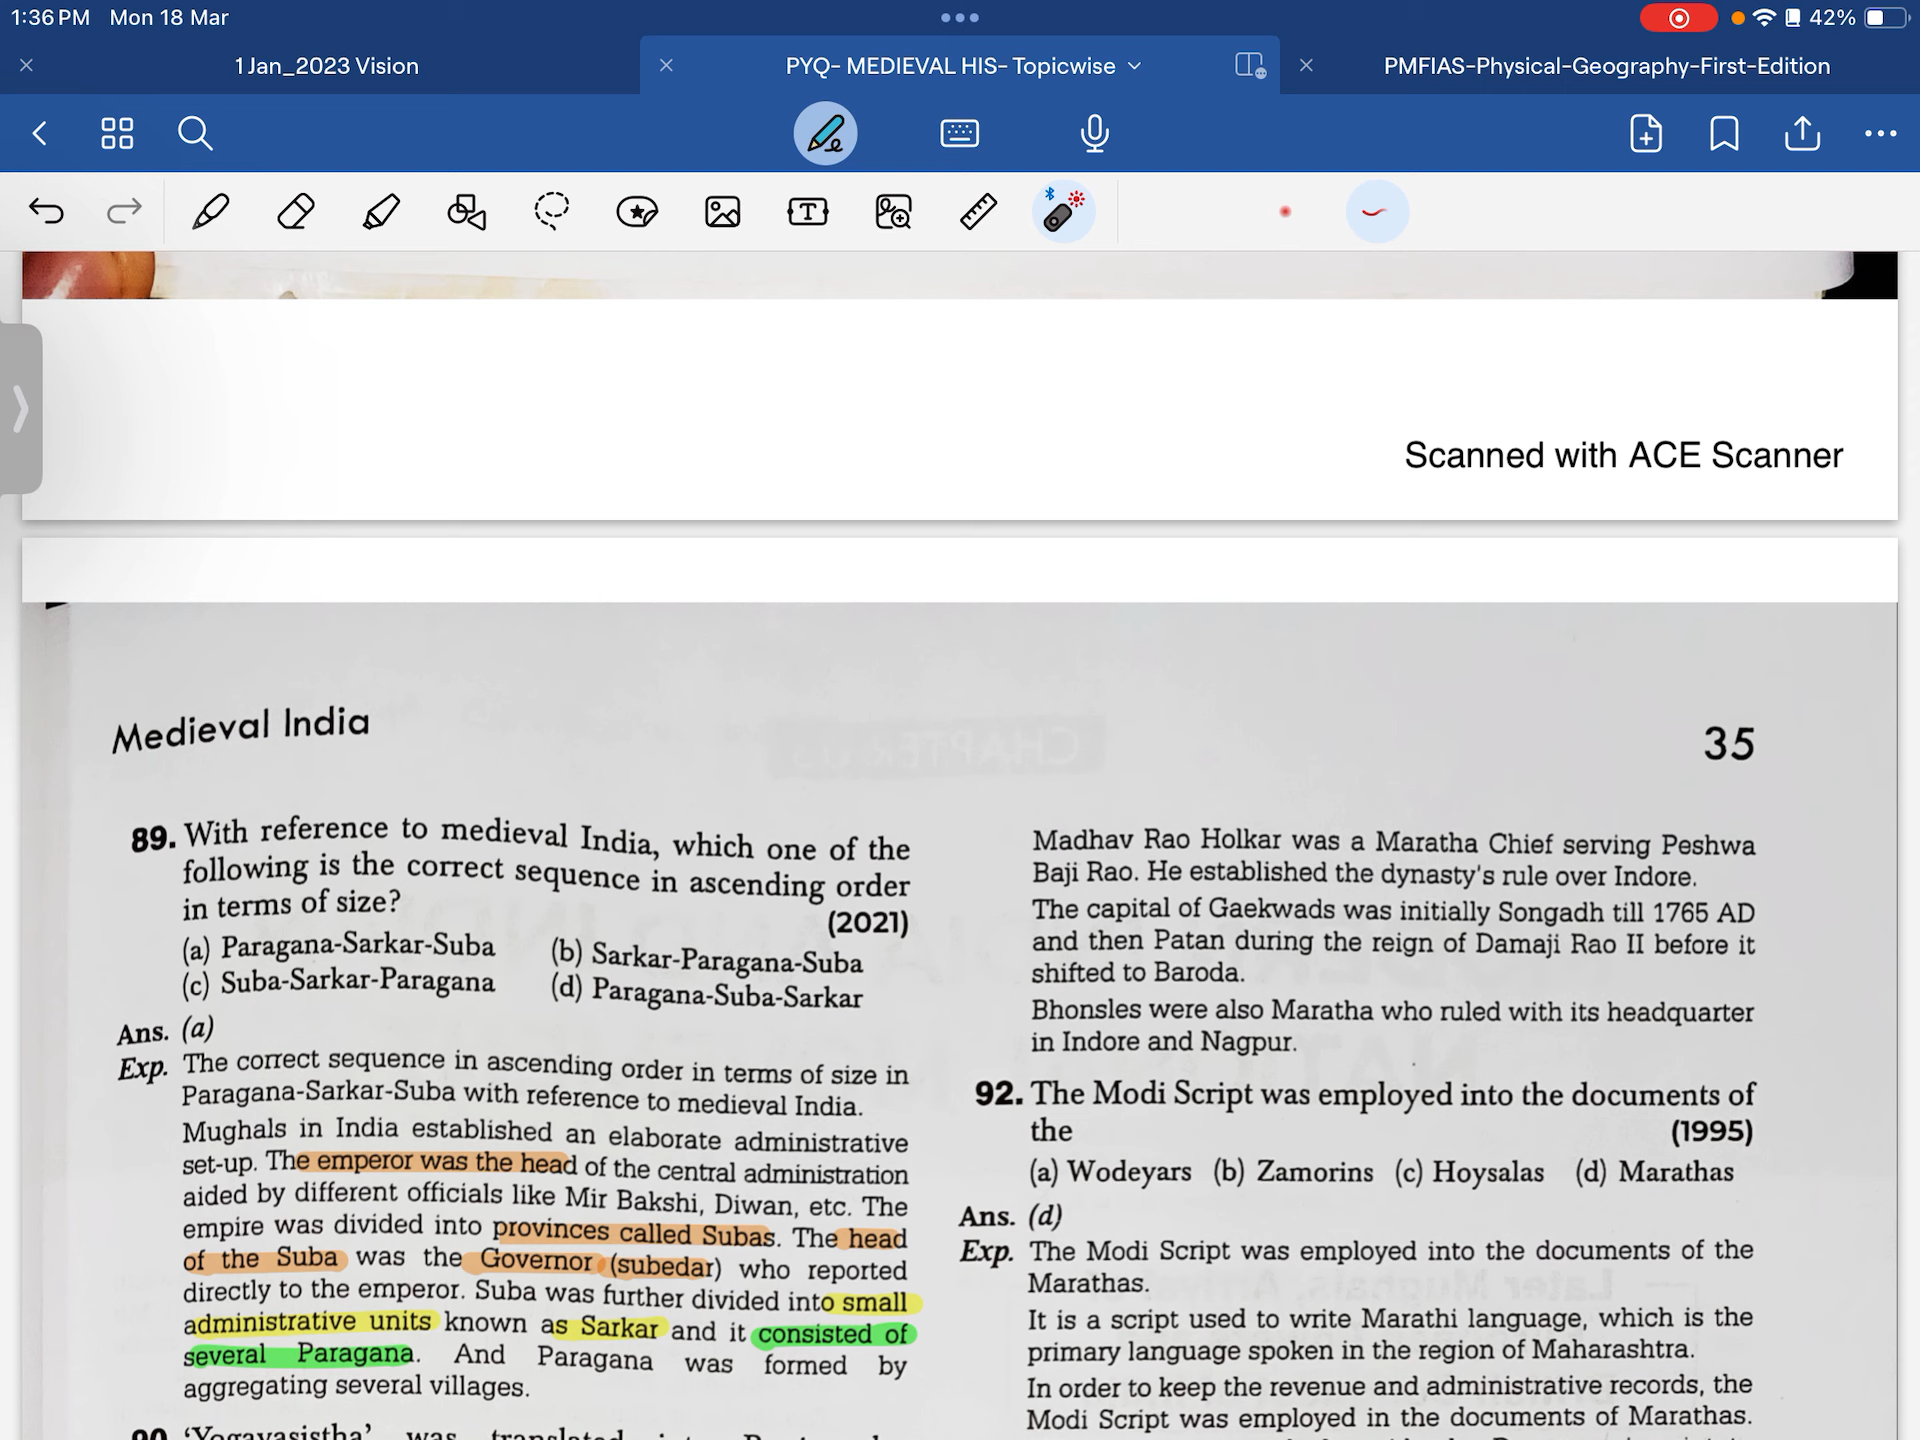 1:36 PM Mon 18 Mar
42%
1Jan_2023 Vision
PYQ- MEDIEVAL HIS- Topicwise
PMFIAS-Physical-Geography-First-Edition
Scanned with ACE Scanner
Medieval India
35
89. With reference to medieval India, which one of the
following is the correct sequence in ascending order
in terms of size?
(2021)
(a) Paragana-Sarkar-Suba (b) Sarkar-Paragana-Suba
(c) Suba-Sarkar-Paragana (d) Paragana-Suba-Sarkar
Ans. (a)
Exp. The correct sequence in ascending order in terms of size in
Paragana-Sarkar-Suba with reference to medieval India.
Mughals in India established an elaborate administrative
set-up. The emperor was the head of the central administration
aided by different officials like Mir Bakshi, Diwan, etc. The
empire was divided into provinces called Subas. The head
of the Suba was the Governor (subedar) who reported
directly to the emperor. Suba was further divided into small
administrative units known as Sarkar and it consisted of
several Paragana. And Paragana was formed by
aggregating several villages.
90. 'Yogavasistha' was translated into
Madhav Rao Holkar was a Maratha Chief serving Peshwa
Baji Rao. He established the dynasty's rule over Indore.
The capital of Gaekwads was initially Songadh till 1765 AD
and then Patan during the reign of Damaji Rao II before it
shifted to Baroda.
Bhonsles were also Maratha who ruled with its headquarter
in Indore and Nagpur.
92. The Modi Script was employed into the documents of
the
(1995)
(a) Wodeyars (b) Zamorins (c) Hoysalas (d) Marathas
Ans. (d)
Exp. The Modi Script was employed into the documents of the
Marathas.
It is a script used to write Marathi language, which is the
primary language spoken in the region of Maharashtra.
In order to keep the revenue and administrative records, the
Modi Script was employed in the documents of Marathas.